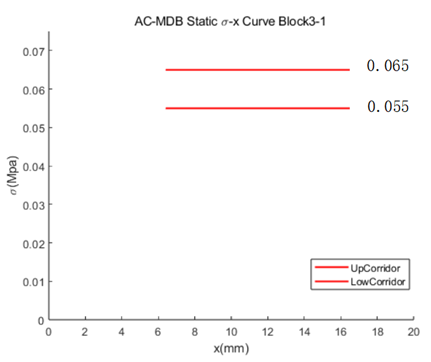 AC-MDB Static σ-x Curve Block3-1
0.07
0.065
0.06
0.055
0.05
0.04
σ(Mpa)
0.03
0.02
UpCorridor
0.01
LowCorridor
0
0 2 4 6 8 10 12 14 16 18 20
x(mm)